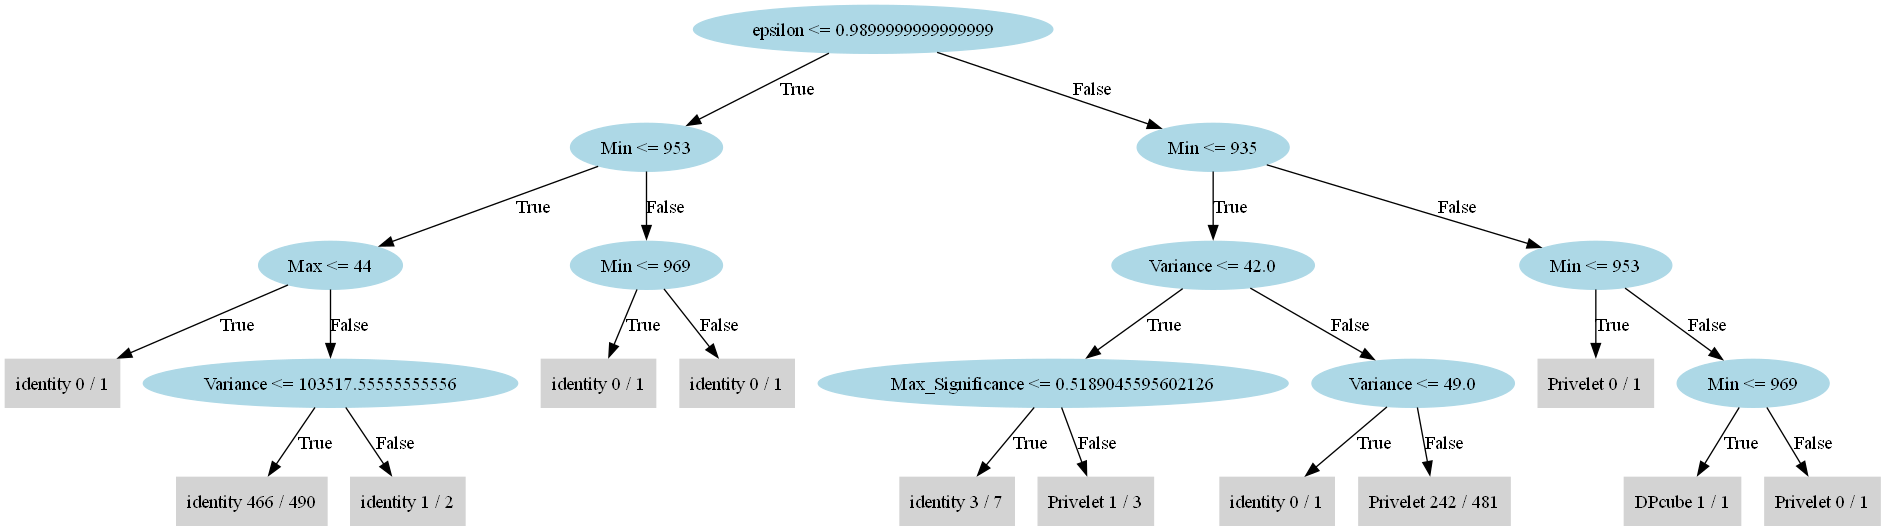 epsilon <= 0.9899999999999999
True
False
Min <= 953
Min <= 935
True
False
True
False
Max <= 44
Min <= 969
Variance <= 42.0
Min <= 953
True
False
True
False
True
False
True
False
identity 0 / 1
Variance <= 103517.55555555556
identity 0 / 1
identity 0 / 1
Max_Significance <= 0.5189045595602126
Variance <= 49.0
Privelet 0 / 1
Min <= 969
True
False
True
False
True
False
True
False
identity 466 / 490
identity 1 / 2
identity 3 / 7
Privelet 1 / 3
identity 0 / 1
Privelet 242 / 481
DPcube 1 / 1
Privelet 0 / 1